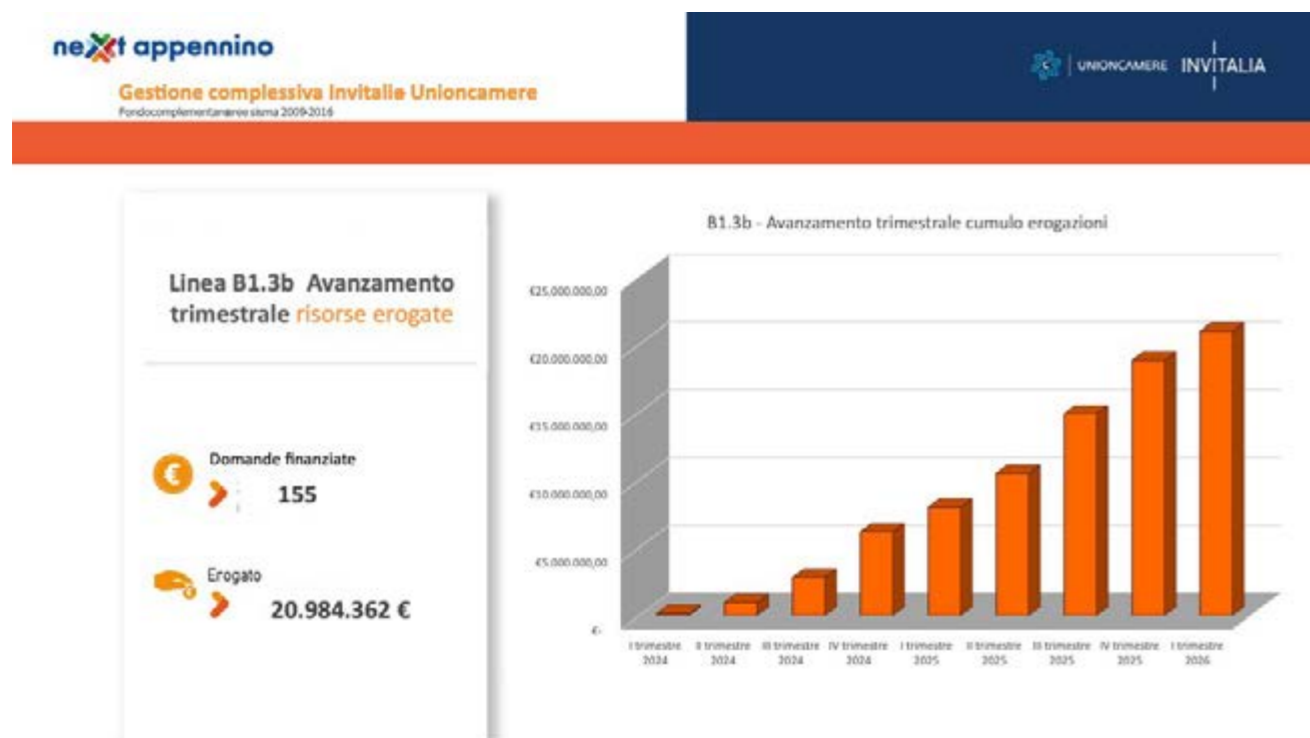 nexxt appennino
UNIONCAMERE INVITALIA
Gestione complessiva Invitalia Unioncamere
Linea B1.3b Avanzamento
trimestrale risorse erogate
Domande finanziate
155
Erogato
20.984.362 €
B1.3b - Avanzamento trimestrale cumulo erogazioni
€25.000.000,00
€20.000.000,00
€15.000.000,00
€10.000.000,00
€5.000.000,00
€-
I trimestre 2024
II trimestre 2024
III trimestre 2024
IV trimestre 2024
I trimestre 2025
II trimestre 2025
III trimestre 2025
IV trimestre 2025
I trimestre 2026